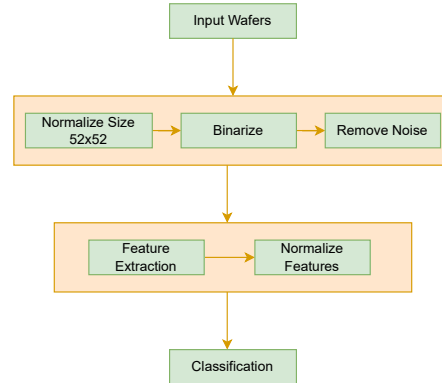 Input Wafers
Normalize Size
52x52
Binarize
Remove Noise
Feature
Extraction
Normalize
Features
Classification